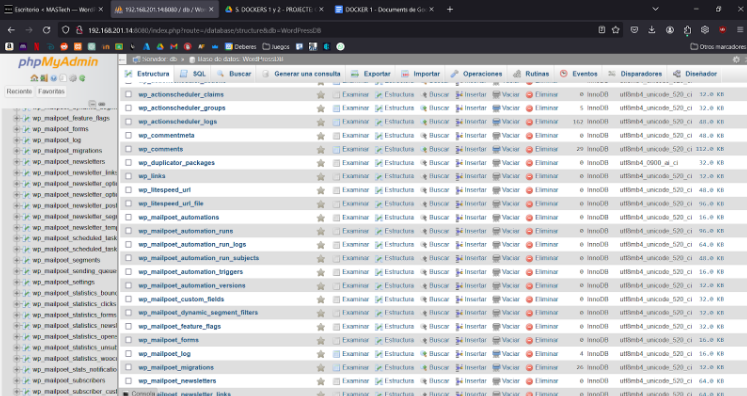 Escritorio < MASTech — WordPr
192.168.201.14:8080 / db / WordPress
5. DOCKERS 1 y 2 - PROJECTE
DOCKER 1 - Documents de Go
192.168.201.14:8080/index.php?route=/database/structure&db=WordPressDB
Deberes Juegos Otros marcadores
phpMyAdmin
Reciente Favoritas
wp_mailpoet_feature_flags
wp_mailpoet_forms
wp_mailpoet_log
wp_mailpoet_migrations
wp_mailpoet_newsletters
wp_mailpoet_newsletter_links
wp_mailpoet_newsletter_optio
wp_mailpoet_newsletter_optio
wp_mailpoet_newsletter_post
wp_mailpoet_newsletter_segm
wp_mailpoet_newsletter_temp
wp_mailpoet_scheduled_task
wp_mailpoet_scheduled_task
wp_mailpoet_segments
wp_mailpoet_sending_queue
wp_mailpoet_settings
wp_mailpoet_statistics_bounc
wp_mailpoet_statistics_clicks
wp_mailpoet_statistics_forms
wp_mailpoet_statistics_newsl
wp_mailpoet_statistics_opens
wp_mailpoet_statistics_unsub
wp_mailpoet_statistics_wooco
wp_mailpoet_stats_notificatio
wp_mailpoet_subscribers
wp_mailpoet_subscriber_cust
Servidor: db » Base de datos: WordPressDB
Estructura SQL Buscar Generar una consulta Exportar Importar Operaciones Rutinas Eventos Disparadores Diseñador
wp_actionscheduler_claims Examinar Estructura Buscar Insertar Vaciar Eliminar 0 InnoDB utf8mb4_unicode_520_ci 32.0 KB
wp_actionscheduler_groups Examinar Estructura Buscar Insertar Vaciar Eliminar 5 InnoDB utf8mb4_unicode_520_ci 32.0 KB
wp_actionscheduler_logs Examinar Estructura Buscar Insertar Vaciar Eliminar 162 InnoDB utf8mb4_unicode_520_ci 48.0 KB
wp_commentmeta Examinar Estructura Buscar Insertar Vaciar Eliminar 0 InnoDB utf8mb4_unicode_520_ci 48.0 KB
wp_comments Examinar Estructura Buscar Insertar Vaciar Eliminar 29 InnoDB utf8mb4_unicode_520_ci 112.0 KB
wp_duplicator_packages Examinar Estructura Buscar Insertar Vaciar Eliminar 0 InnoDB utf8mb4_0900_ai_ci 32.0 KB
wp_links Examinar Estructura Buscar Insertar Vaciar Eliminar 0 InnoDB utf8mb4_unicode_520_ci 32.0 KB
wp_litespeed_url Examinar Estructura Buscar Insertar Vaciar Eliminar 0 InnoDB utf8mb4_unicode_520_ci 48.0 KB
wp_litespeed_url_file Examinar Estructura Buscar Insertar Vaciar Eliminar 0 InnoDB utf8mb4_unicode_520_ci
wp_mailpoet_automations Examinar Estructura Buscar Insertar Vaciar Eliminar 0 InnoDB utf8mb4_unicode_520_ci 16.0 KB
wp_mailpoet_automation_runs Examinar Estructura Buscar Insertar Vaciar Eliminar 0 InnoDB utf8mb4_unicode_520_ci
wp_mailpoet_automation_run_logs Examinar Estructura Buscar Insertar Vaciar Eliminar 0 InnoDB utf8mb4_unicode_520_ci 64.0 KB
wp_mailpoet_automation_run_subjects Examinar Estructura Buscar Insertar Vaciar Eliminar 0 InnoDB utf8mb4_unicode_520_ci 48.0 KB
wp_mailpoet_automation_triggers Examinar Estructura Buscar Insertar Vaciar Eliminar 0 InnoDB utf8mb4_unicode_520_ci 16.0 KB
wp_mailpoet_automation_versions Examinar Estructura Buscar Insertar Vaciar Eliminar 0 InnoDB utf8mb4_unicode_520_ci 32.0 KB
wp_mailpoet_custom_fields Examinar Estructura Buscar Insertar Vaciar Eliminar 0 InnoDB utf8mb4_unicode_520_ci 32.0 KB
wp_mailpoet_dynamic_segment_filters Examinar Estructura Buscar Insertar Vaciar Eliminar 0 InnoDB utf8mb4_unicode_520_ci
wp_mailpoet_feature_flags Examinar Estructura Buscar Insertar Vaciar Eliminar 0 InnoDB utf8mb4_unicode_520_ci 32.0 KB
wp_mailpoet_forms Examinar Estructura Buscar Insertar Vaciar Eliminar 0 InnoDB utf8mb4_unicode_520_ci 16.0 KB
wp_mailpoet_log Examinar Estructura Buscar Insertar Vaciar Eliminar 4 InnoDB utf8mb4_unicode_520_ci 16.0 KB
wp_mailpoet_migrations Examinar Estructura Buscar Insertar Vaciar Eliminar 26 InnoDB utf8mb4_unicode_520_ci 32.0 KB
wp_mailpoet_newsletters Examinar Estructura Buscar Insertar Vaciar Eliminar 0 InnoDB utf8mb4_unicode_520_ci 64.0 KB
Consola